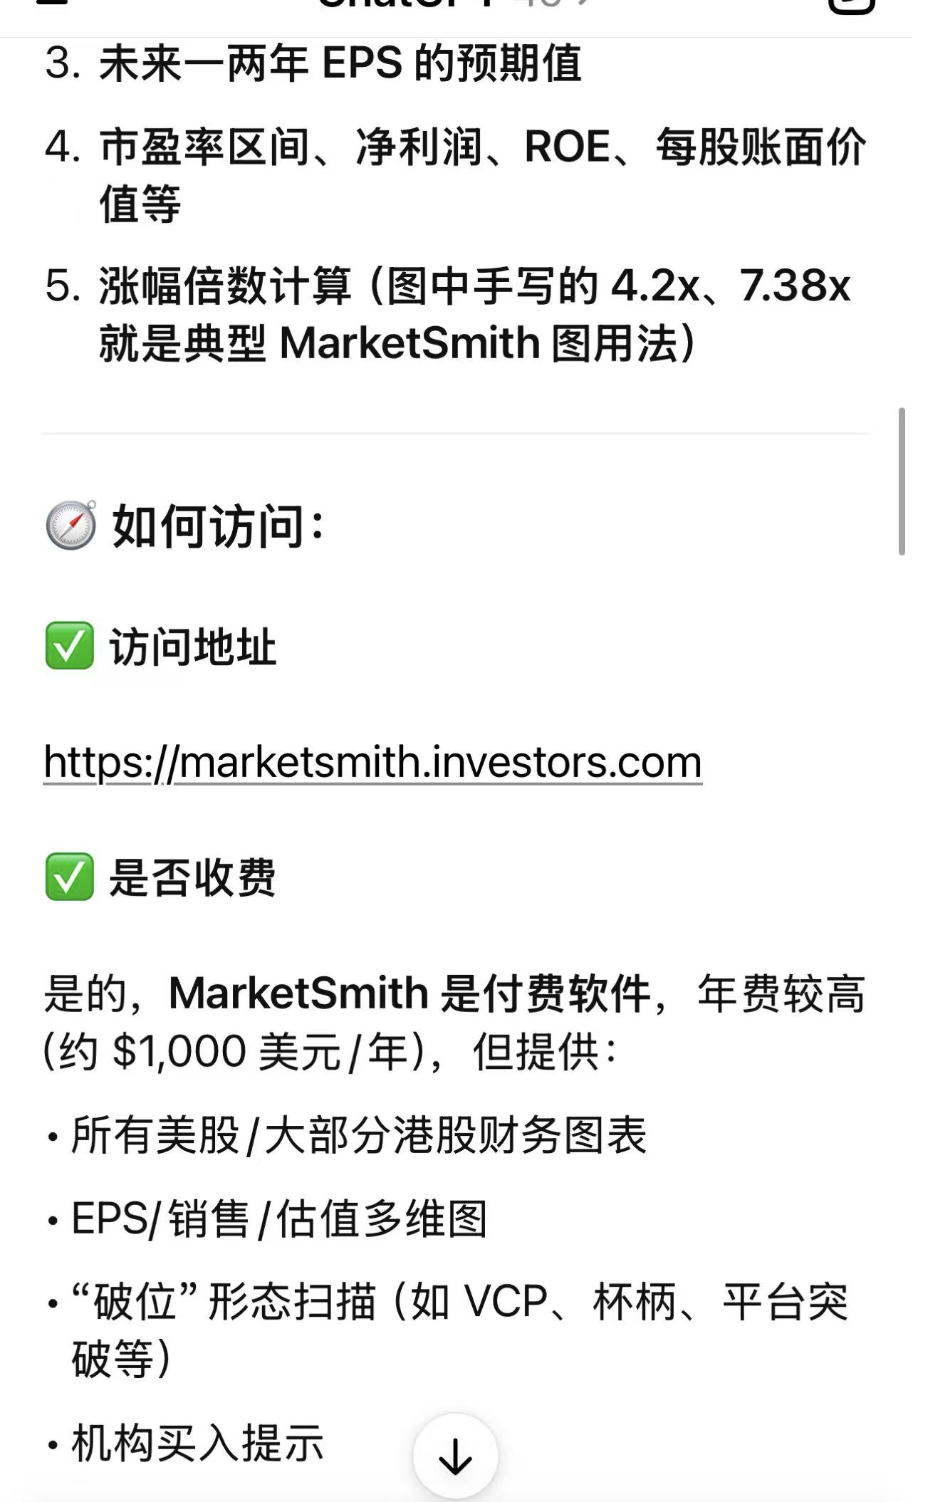 3. 未来一两年 EPS 的预期值
4. 市盈率区间、净利润、ROE、每股账面价
值等
5. 涨幅倍数计算（图中手写的 4.2x、7.38x
就是典型 MarketSmith 图用法）
🧭 如何访问：
✅ 访问地址
https://marketsmith.investors.com
✅ 是否收费
是的，MarketSmith 是付费软件，年费较高
(约 $1,000 美元/年)，但提供：
• 所有美股/大部分港股财务图表
• EPS/销售/估值多维图
• “破位” 形态扫描（如 VCP、杯柄、平台突
破等）
• 机构买入提示